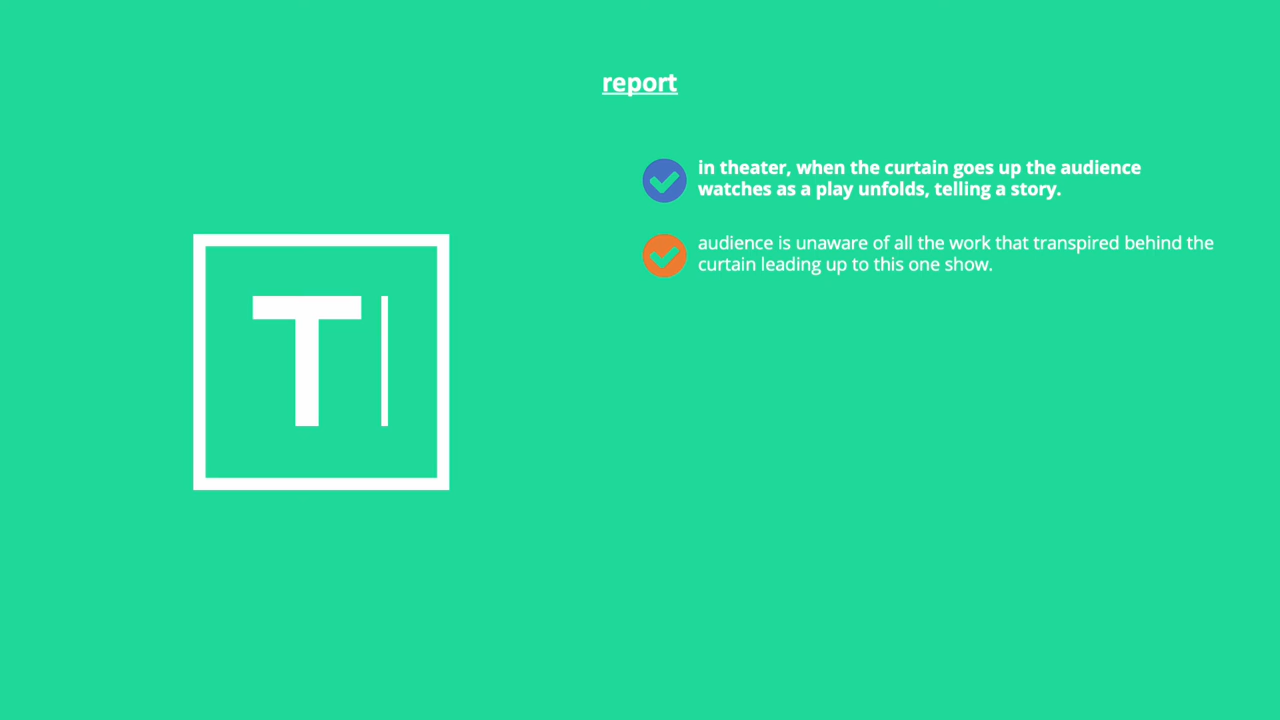 report
in theater, when the curtain goes up the audience
watches as a play unfolds, telling a story.
audience is unaware of all the work that transpired behind the
curtain leading up to this one show.
T